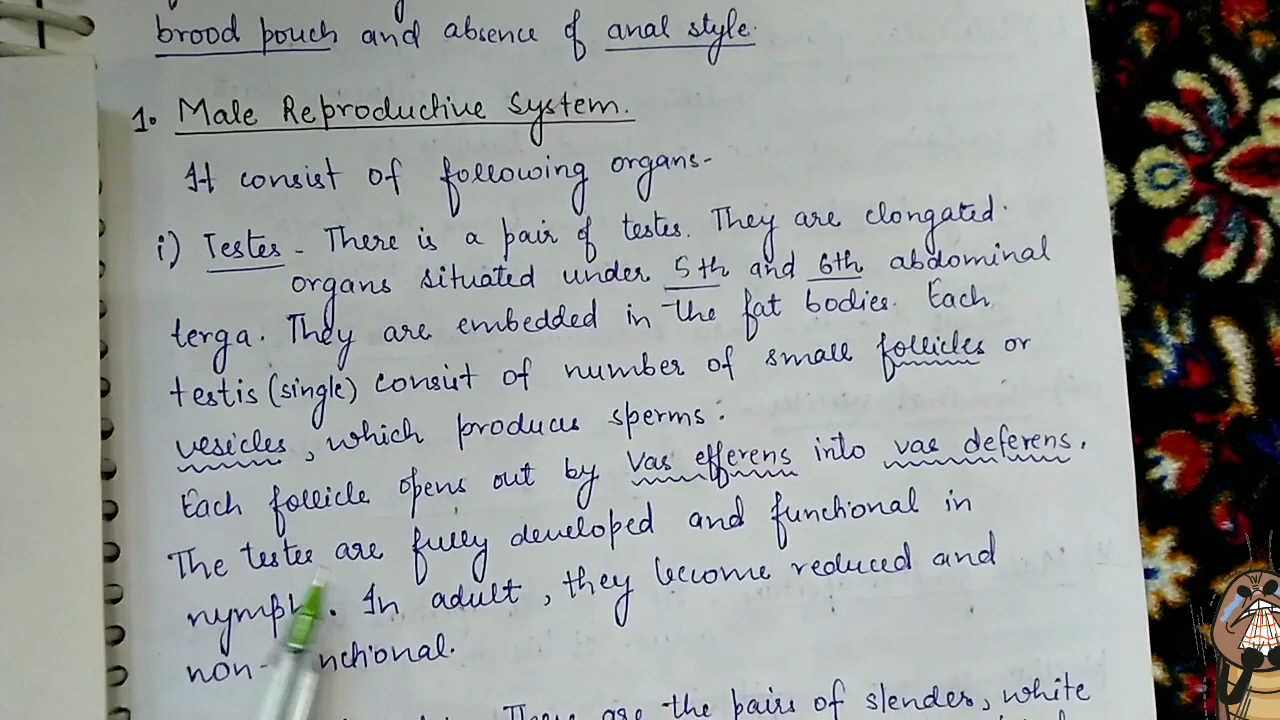 brood pouch and absence of anal style.
1. Male Reproductive System.
It consist of following organs-
i) Testes - There is a pair of testes. They are elongated
organs situated under 5th and 6th abdominal
terga. They are embedded in the fat bodies. Each
testis (single) consist of number of small follicles or
vesicles, which produces sperms.
Each follicle opens out by vas efferens into vas deferens.
The testes are fully developed and functional in
nymph. In adult, they become reduced and
non- nctional.
There are the pairs of slender, white